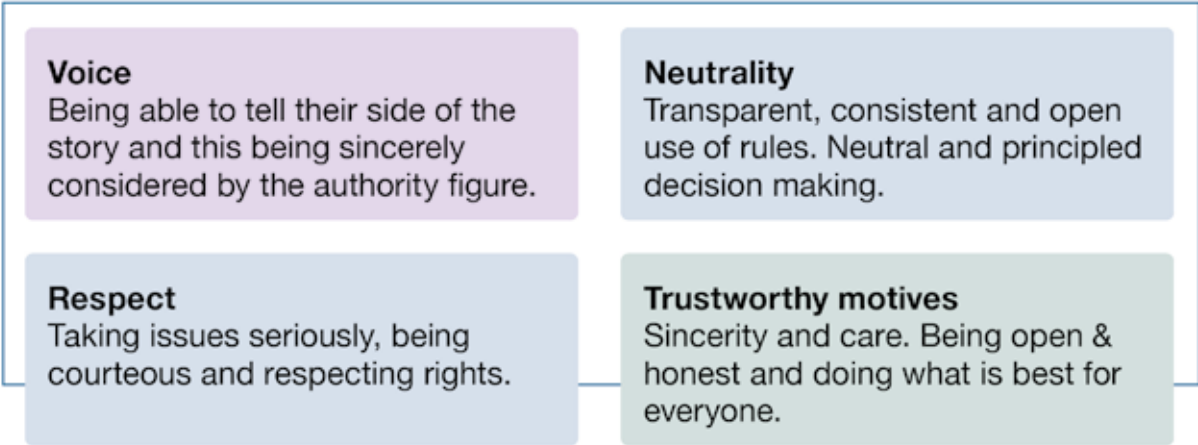 Voice
Being able to tell their side of the
story and this being sincerely
considered by the authority figure.
Neutrality
Transparent, consistent and open
use of rules. Neutral and principled
decision making.
Respect
Taking issues seriously, being
courteous and respecting rights.
Trustworthy motives
Sincerity and care. Being open &
honest and doing what is best for
everyone.